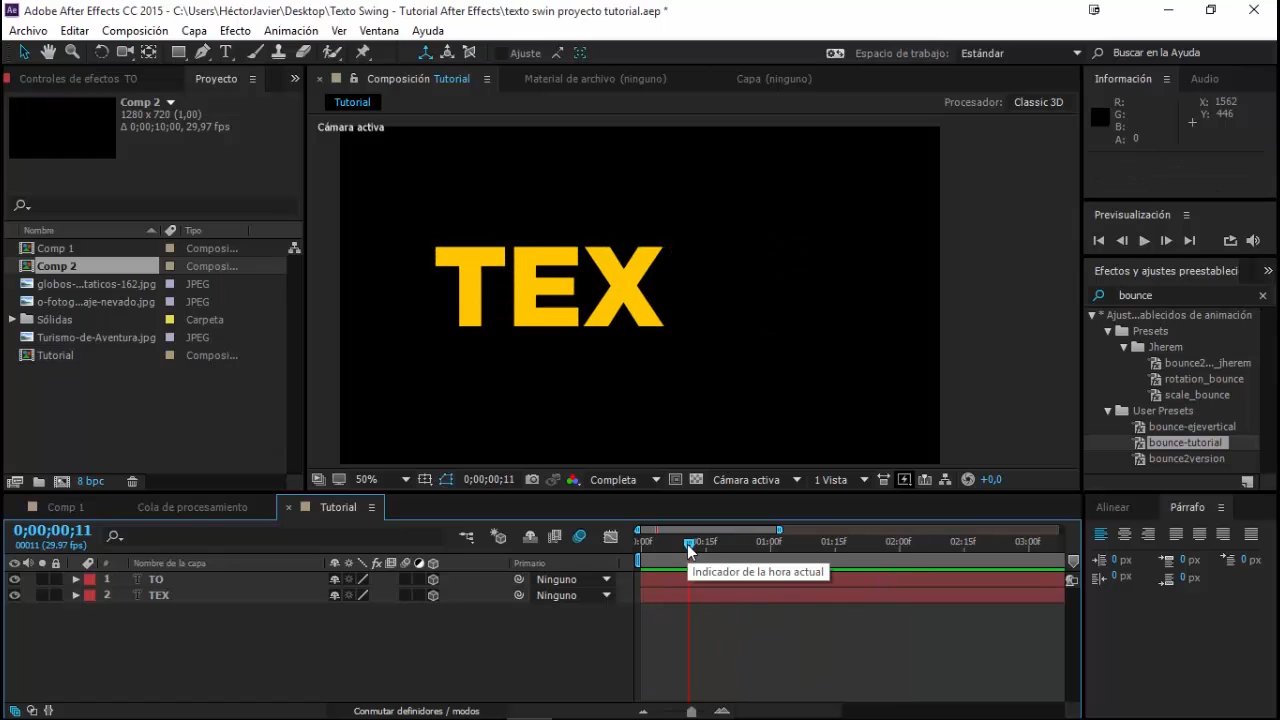 Adobe After Effects CC 2015 - C:\Users\HéctorJavier\Desktop\Texto Swing - Tutorial After Effects\texto swin proyecto tutorial.aep *
Archivo Editar Composición Capa Efecto Animación Ver Ventana Ayuda
Ajuste Espacio de trabajo: Estándar Buscar en la Ayuda
Controles de efectos TO Proyecto
Composición Tutorial Material de archivo (ninguno) Capa (ninguno)
Información Audio
Comp 2
1280 x 720 (1,00)
Δ 0;00;10;00, 29,97 fps
Tutorial Procesador: Classic 3D
Cámara activa
R: X: 1562
G: Y: 446
B:
A: 0
TEX
Previsualización
Nombre Tipo
Comp 1 Composi...
Comp 2 Composi...
globos-...taticos-162.jpg JPEG
o-fotog...aje-nevado.jpg JPEG
Sólidas Carpeta
Turismo-de-Aventura.jpg JPEG
Tutorial Composi...
Efectos y ajustes preestableci
bounce
* Ajust...ablecidos de animación
Presets
Jherem
bounce2..._jherem
rotation_bounce
scale_bounce
User Presets
bounce-ejevertical
bounce-tutorial
bounce2version
8 bpc
50% 0;00;00;11 Completa Cámara activa 1 Vista +0,0
Comp 1 Cola de procesamiento Tutorial
Alinear Párrafo
0;00;00;11
00011 (29.97 fps)
:00f 00:15f 01:00f 01:15f 02:00f 02:15f 03:00f
# Nombre de la capa fx Primario
1 T TO Ninguno
2 T TEX Ninguno
Indicador de la hora actual
0 px 0 px 0 px
0 px 0 px
Conmutar definidores / modos